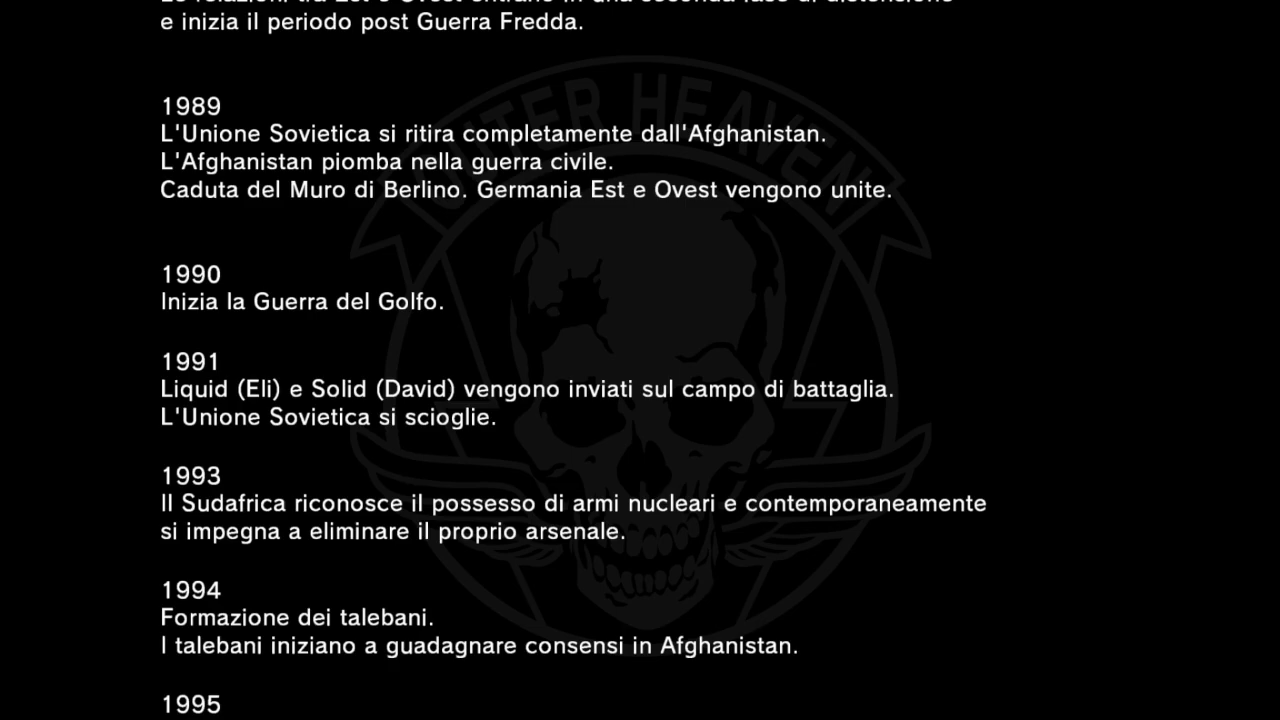 e inizia il periodo post Guerra Fredda.
OUTER HEAVEN
1989
L'Unione Sovietica si ritira completamente dall'Afghanistan.
L'Afghanistan piomba nella guerra civile.
Caduta del Muro di Berlino. Germania Est e Ovest vengono unite.
1990
Inizia la Guerra del Golfo.
1991
Liquid (Eli) e Solid (David) vengono inviati sul campo di battaglia.
L'Unione Sovietica si scioglie.
1993
Il Sudafrica riconosce il possesso di armi nucleari e contemporaneamente
si impegna a eliminare il proprio arsenale.
1994
Formazione dei talebani.
I talebani iniziano a guadagnare consensi in Afghanistan.
1995